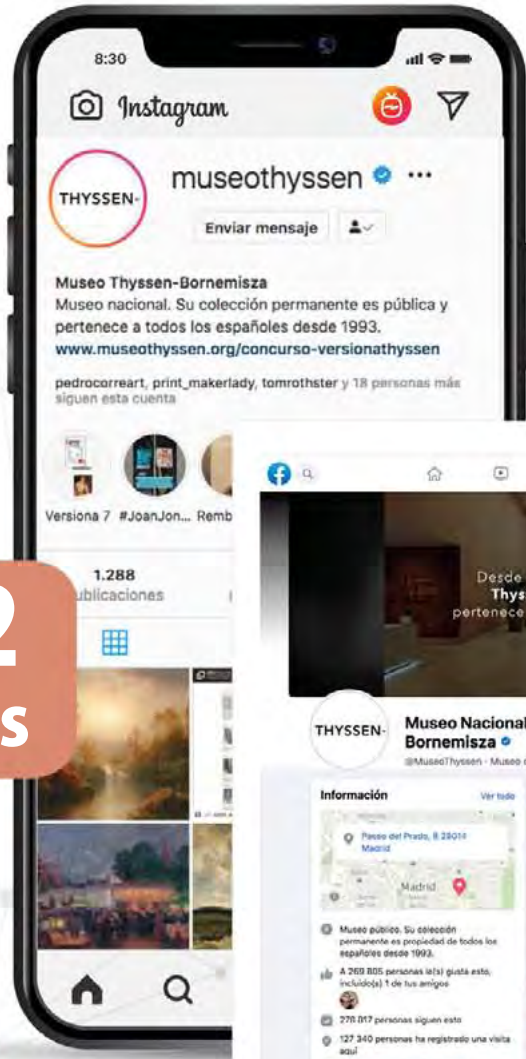 8:30
Instagram
museothyssen
THYSSEN-
Enviar mensaje
Museo Thyssen-Bornemisza
Museo nacional. Su colección permanente es pública y
pertenece a todos los españoles desde 1993.
www.museothyssen.org/concurso-versionathyssen
pedrocorreart, print_makerlady, tomrothster y 18 personas más
siguen esta cuenta
Versiona 7 #JoanJon... Remb
1.288
ublicaciones
2
s
Desde
Thys
pertenece
THYSSEN-
Museo Nacional
Bornemisza
@MuseoThyssen - Museo
Información
Ver todo
Paseo del Prado, 8 28014
Madrid
Madrid
Museo público. Su colección
permanente es propiedad de todos los
españoles desde 1993.
A 269 805 personas le(s) gusta esto,
incluido(s) 1 de tus amigos
278 017 personas siguen esto
127 340 personas ha registrado una visita
aquí